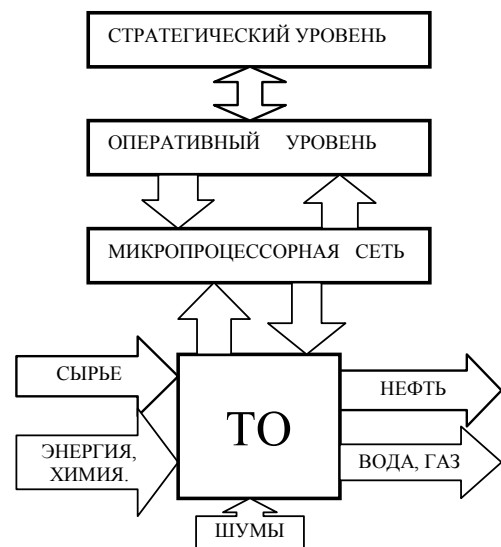 СТРАТЕГИЧЕСКИЙ УРОВЕНЬ
ОПЕРАТИВНЫЙ УРОВЕНЬ
МИКРОПРОЦЕССОРНАЯ СЕТЬ
СЫРЬЕ
ЭНЕРГИЯ,
ХИМИЯ.
ТО
НЕФТЬ
ВОДА, ГАЗ
ШУМЫ